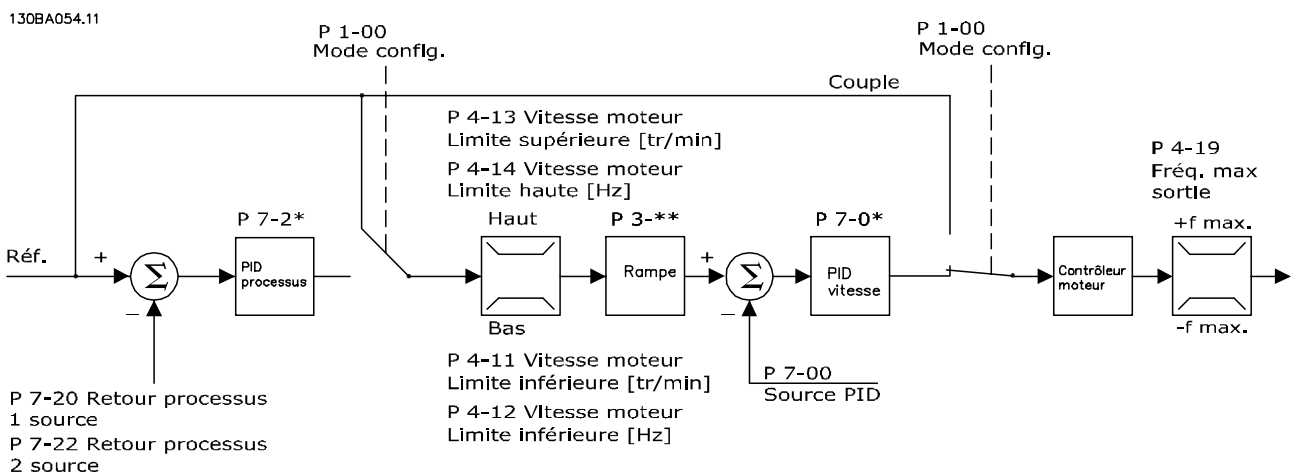 130BA054.11
P 1-00
Mode config.
P 1-00
Mode config.
Couple
P 4-13 Vitesse moteur
Limite supérieure [tr/min]
P 4-14 Vitesse moteur
Limite haute [Hz]
P 4-19
Fréq. max
sortie
P 7-2*
Haut
P 3-**
P 7-0*
+f max.
Réf.
+
Σ
PID
processus
Rampe
+
Σ
PID
vitesse
Contrôleur
moteur
−
Bas
−
-f max.
P 4-11 Vitesse moteur
Limite inférieure [tr/min]
P 4-12 Vitesse moteur
Limite inférieure [Hz]
P 7-00
Source PID
P 7-20 Retour processus
1 source
P 7-22 Retour processus
2 source